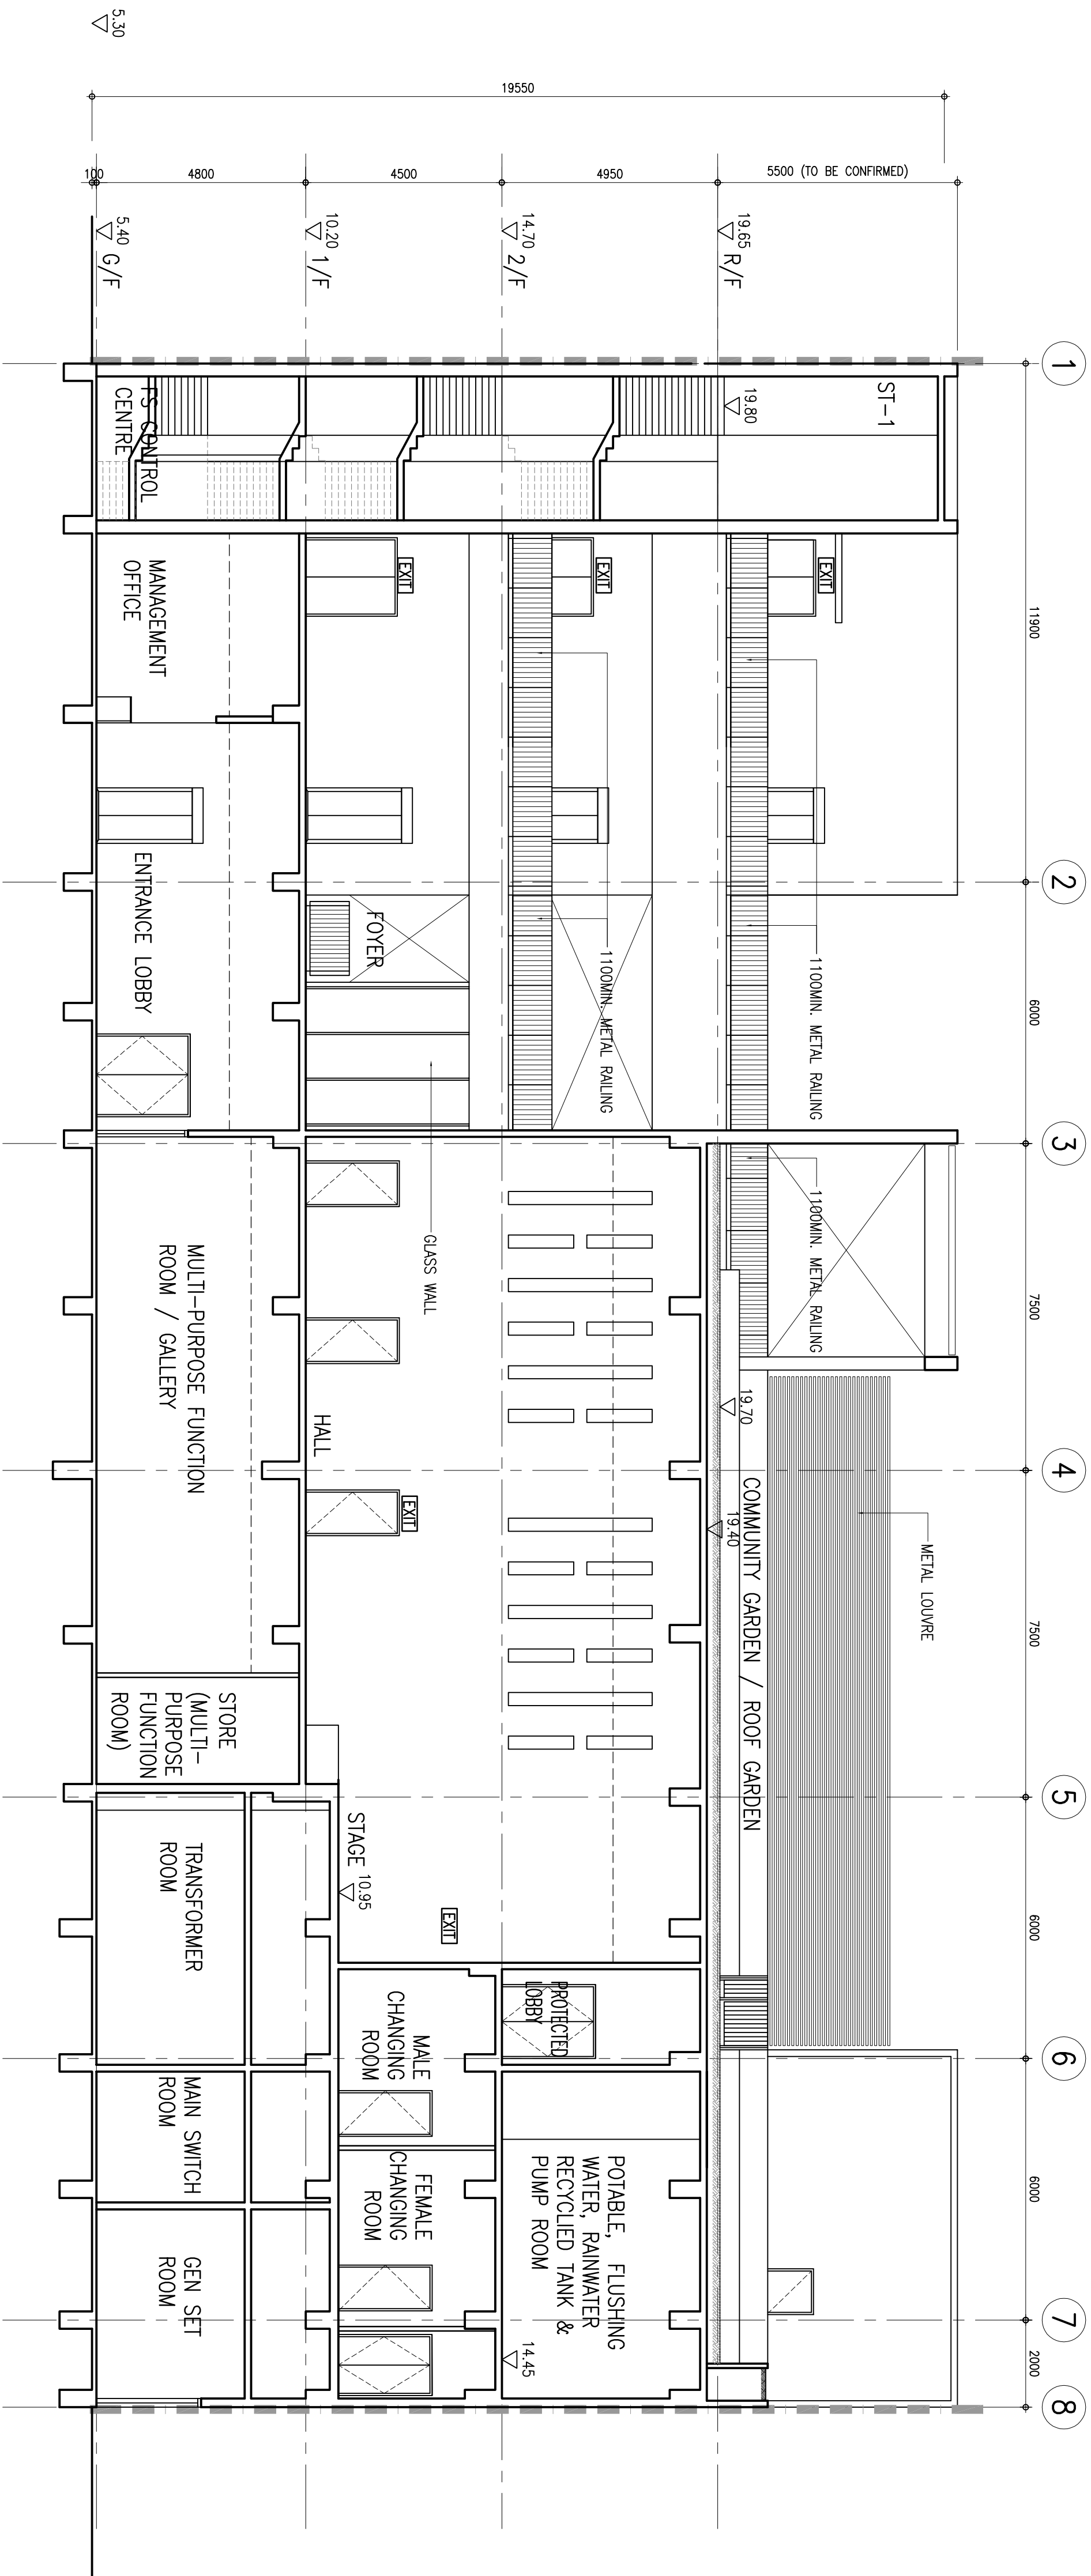 1
2
3
4
5
6
7
8
11900
6000
7500
7500
6000
6000
2000
19550
5500 (TO BE CONFIRMED)
4950
4500
4800
100
19.65
R/F
14.70
2/F
10.20
1/F
5.40
G/F
5.30
ST-1
19.80
EXIT
1100MIN. METAL RAILING
1100MIN. METAL RAILING
METAL LOUVRE
19.70
COMMUNITY GARDEN / ROOF GARDEN
19.40
EXIT
1100MIN. METAL RAILING
PROTECTED
LOBBY
POTABLE, FLUSHING
WATER, RAINWATER
RECYCLIED TANK &
PUMP ROOM
14.45
EXIT
FOYER
GLASS WALL
HALL
EXIT
EXIT
STAGE
10.95
MALE
CHANGING
ROOM
FEMALE
CHANGING
ROOM
FS CONTROL
CENTRE
MANAGEMENT
OFFICE
ENTRANCE LOBBY
MULTI-PURPOSE FUNCTION
ROOM / GALLERY
STORE
(MULTI-
PURPOSE
FUNCTION
ROOM)
TRANSFORMER
ROOM
MAIN SWITCH
ROOM
GEN SET
ROOM